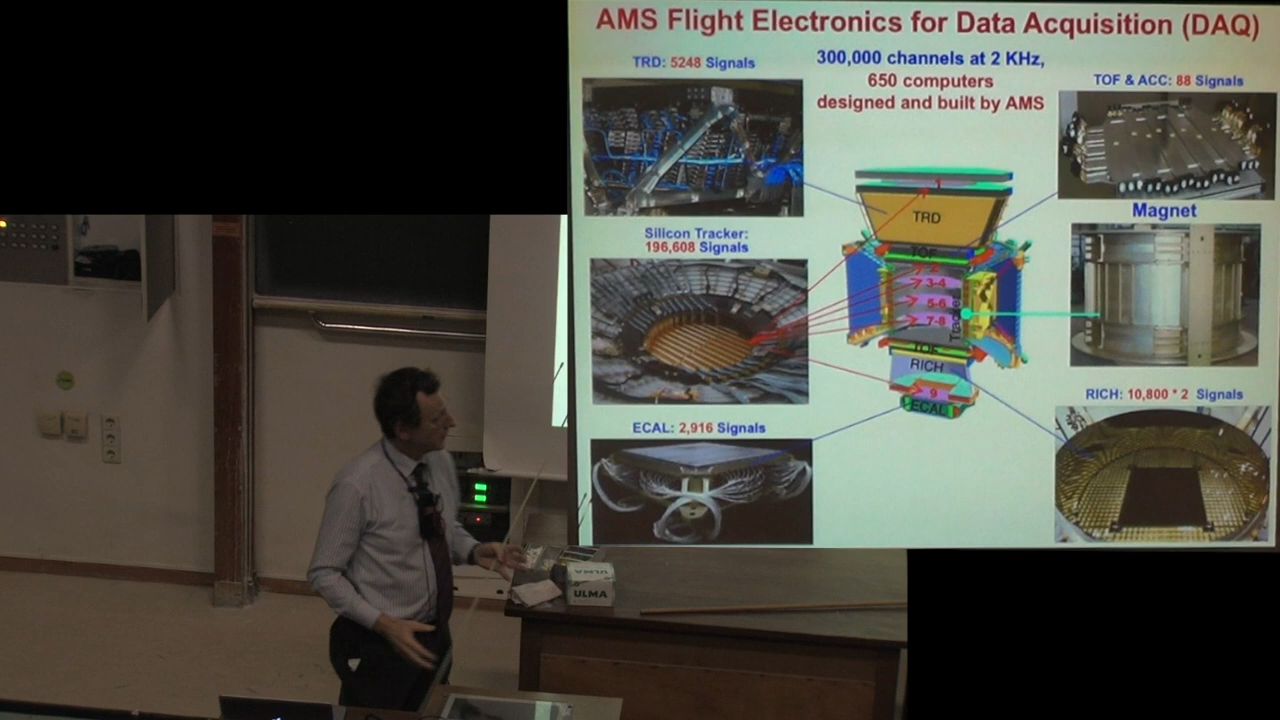 AMS Flight Electronics for Data Acquisition (DAQ)
TRD: 5248 Signals
300,000 channels at 2 KHz,
650 computers
designed and built by AMS
TOF & ACC: 88 Signals
Silicon Tracker:
196,608 Signals
Magnet
ECAL: 2,916 Signals
RICH: 10,800 * 2 Signals
1
TRD
TOF
2
3-4
5-6
7-8
Tracker
TOF
RICH
9
ECAL
ULMA
ULMA